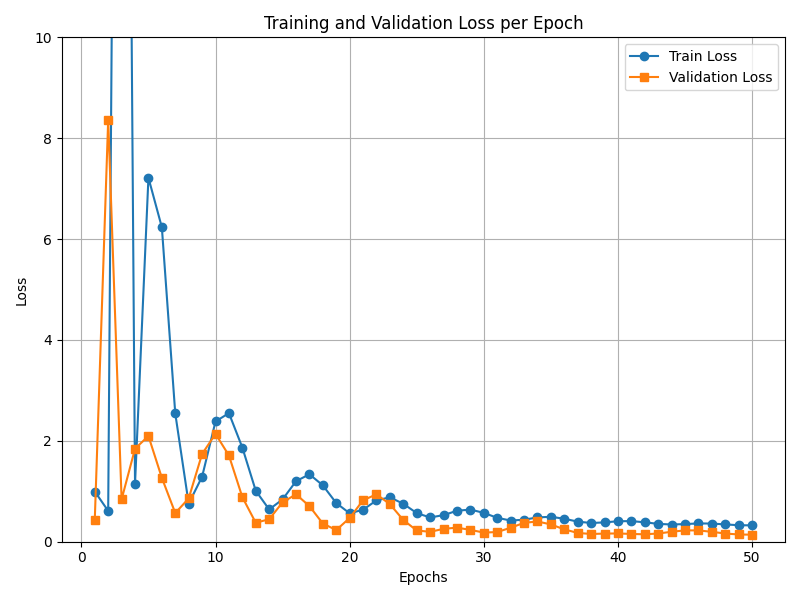 Training and Validation Loss per Epoch
Train Loss
Validation Loss
Loss
10
8
6
4
2
0
0 10 20 30 40 50
Epochs